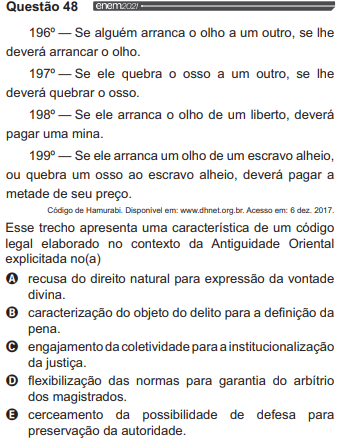 Questão 48 enem2021
196º — Se alguém arranca o olho a um outro, se lhe
deverá arrancar o olho.
197º — Se ele quebra o osso a um outro, se lhe
deverá quebrar o osso.
198º — Se ele arranca o olho de um liberto, deverá
pagar uma mina.
199º — Se ele arranca um olho de um escravo alheio,
ou quebra um osso ao escravo alheio, deverá pagar a
metade de seu preço.
Código de Hamurabi. Disponível em: www.dhnet.org.br. Acesso em: 6 dez. 2017.
Esse trecho apresenta uma característica de um código
legal elaborado no contexto da Antiguidade Oriental
explicitada no(a)
A recusa do direito natural para expressão da vontade
divina.
B caracterização do objeto do delito para a definição da
pena.
C engajamento da coletividade para a institucionalização
da justiça.
D flexibilização das normas para garantia do arbítrio
dos magistrados.
E cerceamento da possibilidade de defesa para
preservação da autoridade.